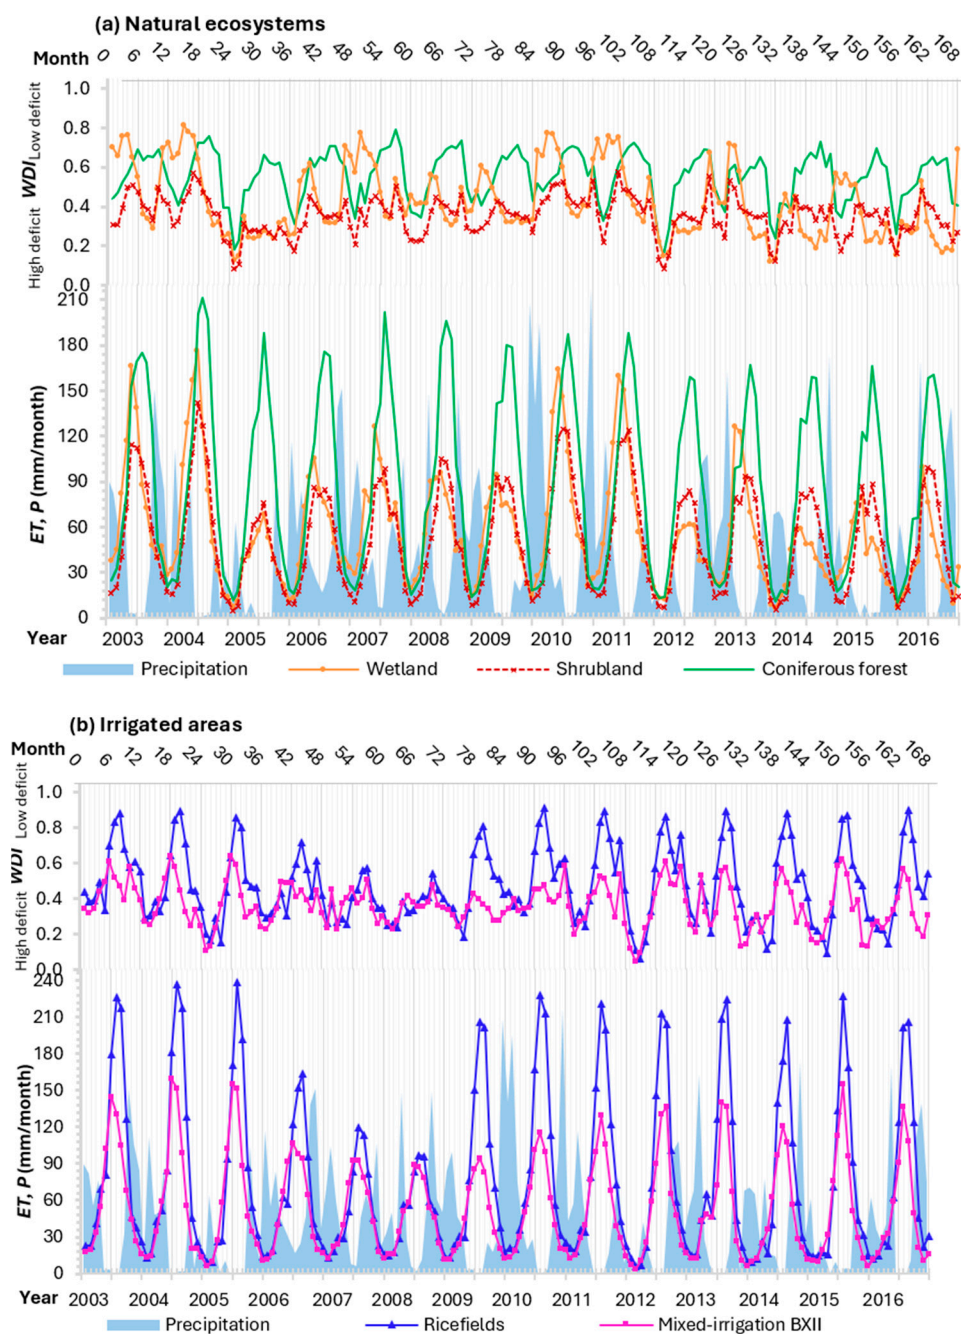 (a) Natural ecosystems
Month 0 6 12 18 24 30 36 42 48 54 60 66 72 78 84 90 96 102 108 114 120 126 132 138 144 150 156 162 168
High deficit WDI Low deficit
1.0
0.8
0.6
0.4
0.2
0.0
ET, P (mm/month)
210
180
150
120
90
60
30
0
Year 2003 2004 2005 2006 2007 2008 2009 2010 2011 2012 2013 2014 2015 2016
Precipitation Wetland Shrubland Coniferous forest
(b) Irrigated areas
Month 0 6 12 18 24 30 36 42 48 54 60 66 72 78 84 90 96 102 108 114 120 126 132 138 144 150 156 162 168
High deficit WDI Low deficit
1.0
0.8
0.6
0.4
0.2
0.0
ET, P (mm/month)
240
210
180
150
120
90
60
30
0
Year 2003 2004 2005 2006 2007 2008 2009 2010 2011 2012 2013 2014 2015 2016
Precipitation Ricefields Mixed-irrigation BXII